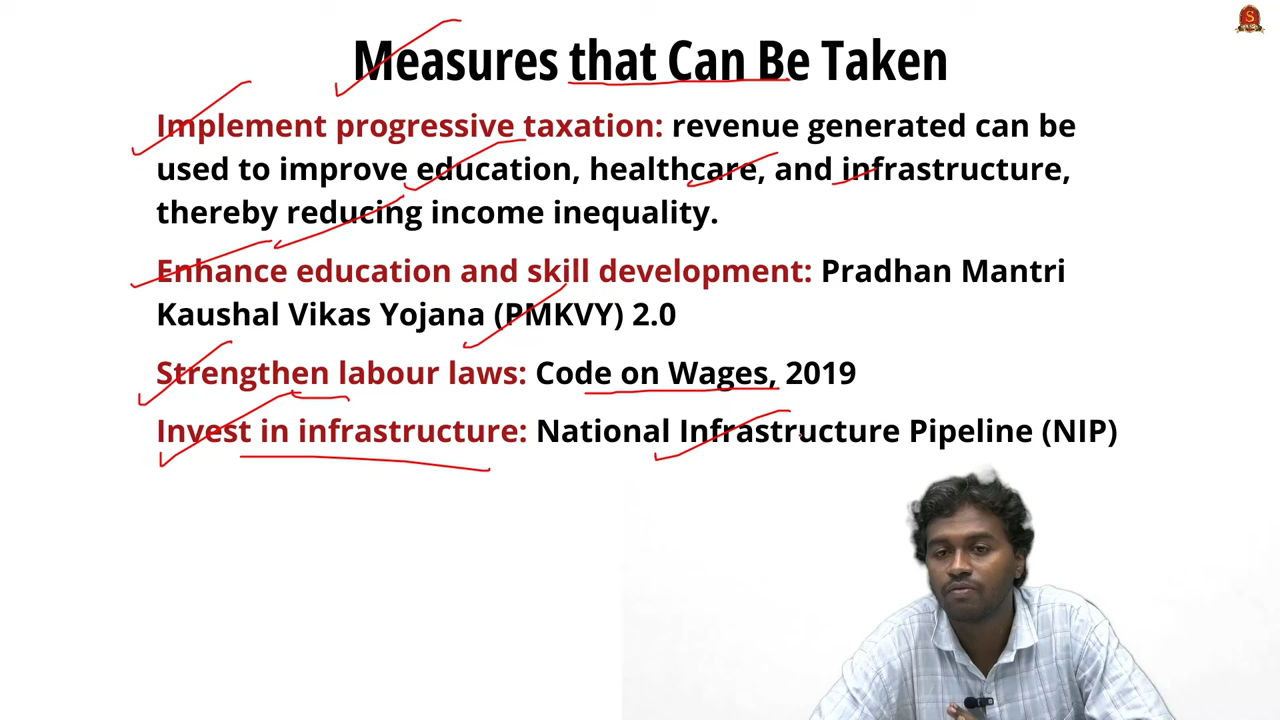 Measures that Can Be Taken
Implement progressive taxation: revenue generated can be
used to improve education, healthcare, and infrastructure,
thereby reducing income inequality.
Enhance education and skill development: Pradhan Mantri
Kaushal Vikas Yojana (PMKVY) 2.0
Strengthen labour laws: Code on Wages, 2019
Invest in infrastructure: National Infrastructure Pipeline (NIP)